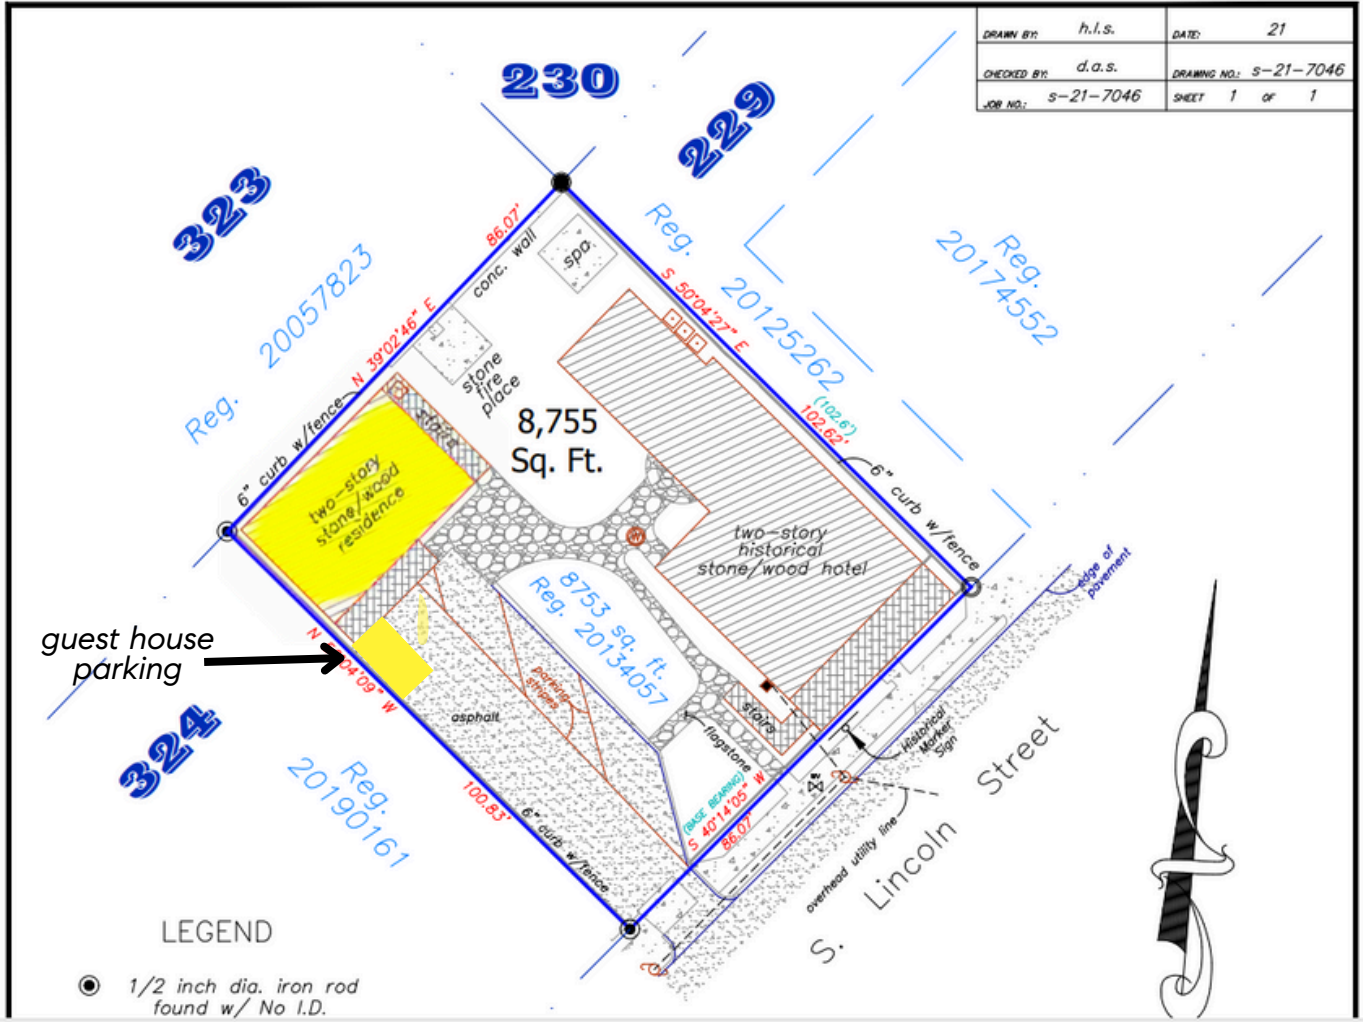 DRAWN BY: h.l.s.
DATE: 21
CHECKED BY: d.a.s.
DRAWING NO.: s-21-7046
JOB NO.: s-21-7046
SHEET 1 OF 1
230
229
323
324
Reg. 20057823
Reg. 20125262
Reg.
20174552
86.07'
N 39°02'46" E
conc. wall
spa
S 50°04'27" E
(102.6')
102.62'
6" curb w/fence
6" curb w/fence
stone
fire
place
stairs
8,755
Sq. Ft.
two-story
stone/wood
residence
two-story
historical
stone/wood hotel
W
edge of
pavement
8753 sq. ft.
Reg. 20134057
guest house
parking
N 04'09" W
parking
stripes
asphalt
stairs
flagstone
Historical
Marker
Sign
WV
(BASE BEARING)
S 40°14'05" W
86.07'
100.83'
6" curb w/fence
Reg.
20190161
overhead utility line
S. Lincoln Street
LEGEND
1/2 inch dia. iron rod
found w/ No I.D.